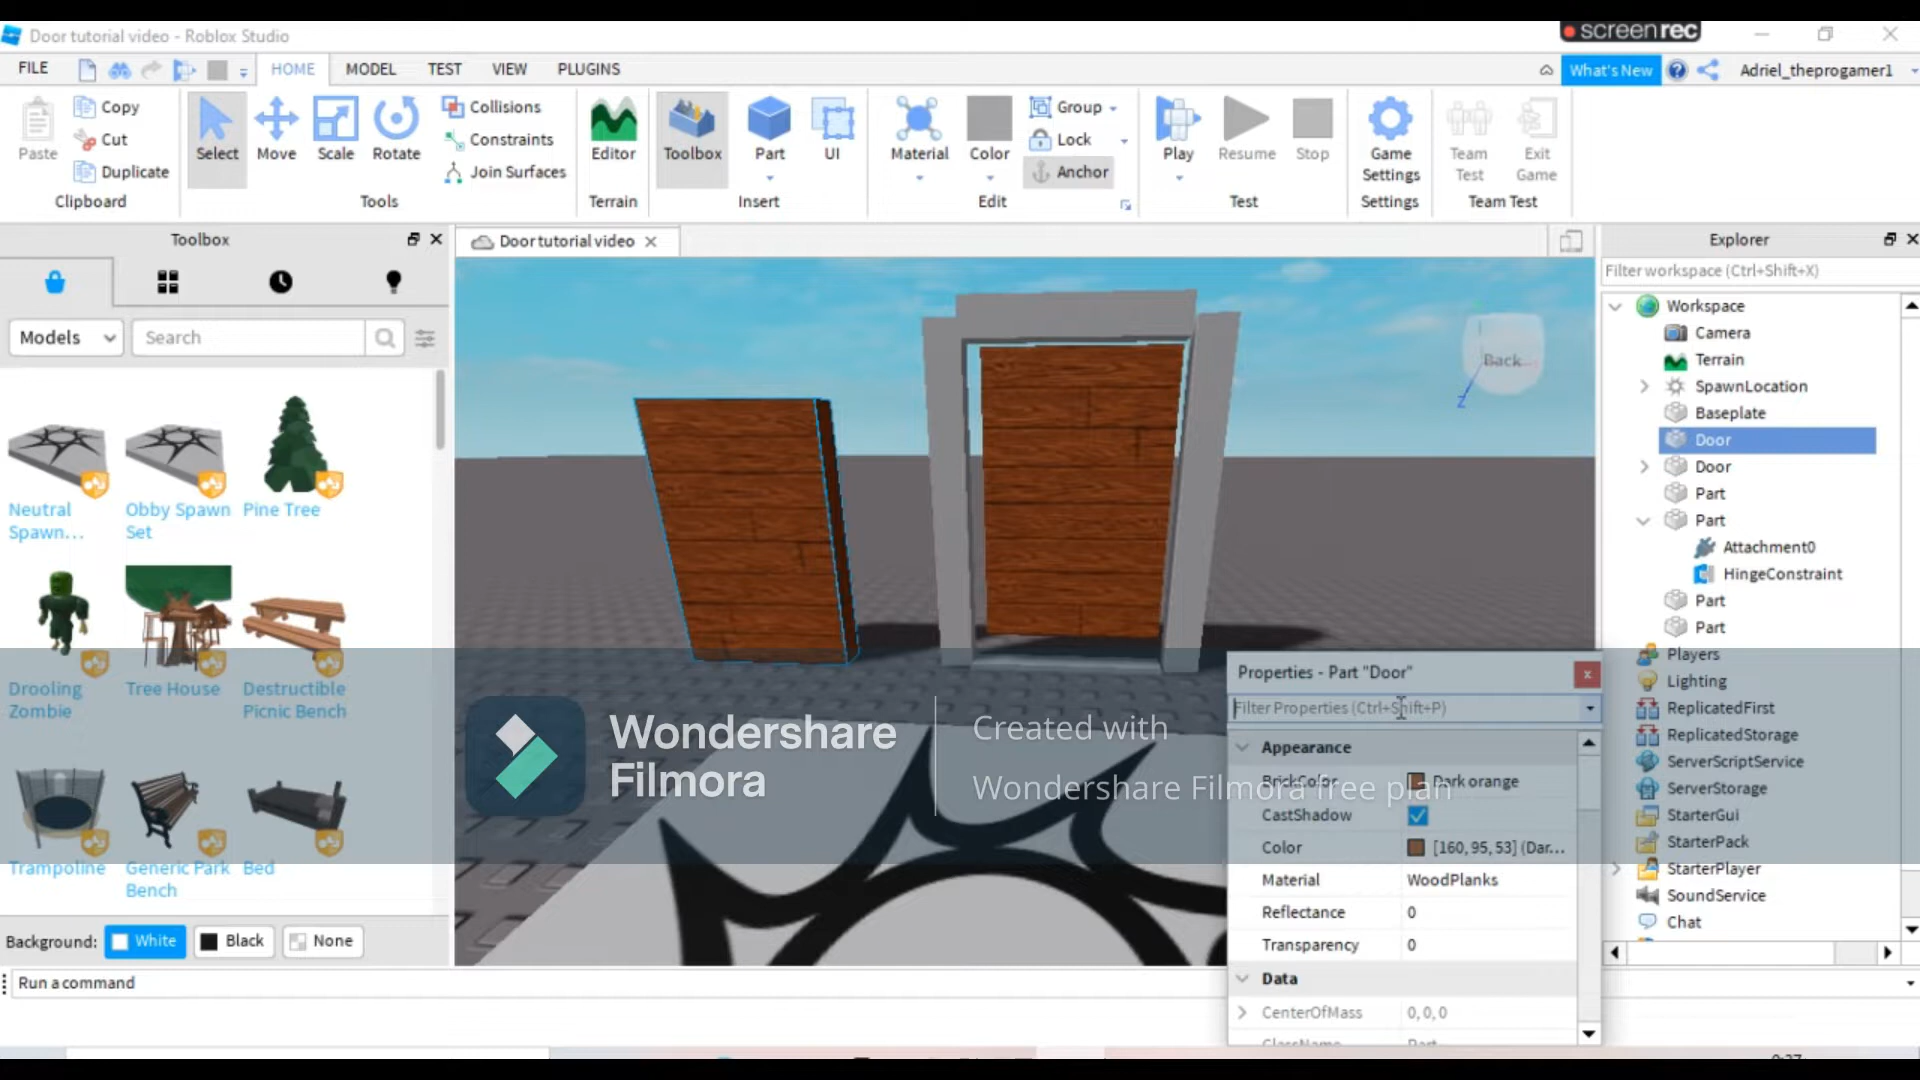 Door tutorial video - Roblox Studio
screenrec
FILE
HOME
MODEL
TEST
VIEW
PLUGINS
What's New
Adriel_theprogamer1
Paste
Copy
Cut
Duplicate
Clipboard
Select
Move
Scale
Rotate
Collisions
Constraints
Join Surfaces
Tools
Editor
Terrain
Toolbox
Part
UI
Insert
Material
Color
Group
Lock
Anchor
Edit
Play
Resume
Stop
Test
Game
Settings
Settings
Team
Test
Exit
Game
Team Test
Toolbox
Models
Search
Neutral
Spawn...
Obby Spawn
Set
Pine Tree
Drooling
Zombie
Tree House
Destructible
Picnic Bench
Trampoline
Generic Park
Bench
Bed
Background:
White
Black
None
Run a command
Door tutorial video
Back
Z
Wondershare
Filmora
Created with
Wondershare Filmora free plan
Properties - Part "Door"
Filter Properties (Ctrl+Shift+P)
Appearance
BrickColor Dark orange
CastShadow
Color [160, 95, 53] (Dar...
Material WoodPlanks
Reflectance 0
Transparency 0
Data
CenterOfMass 0, 0, 0
ClassName Part
Explorer
Filter workspace (Ctrl+Shift+X)
Workspace
Camera
Terrain
SpawnLocation
Baseplate
Door
Door
Part
Part
Attachment0
HingeConstraint
Part
Part
Players
Lighting
ReplicatedFirst
ReplicatedStorage
ServerScriptService
ServerStorage
StarterGui
StarterPack
StarterPlayer
SoundService
Chat